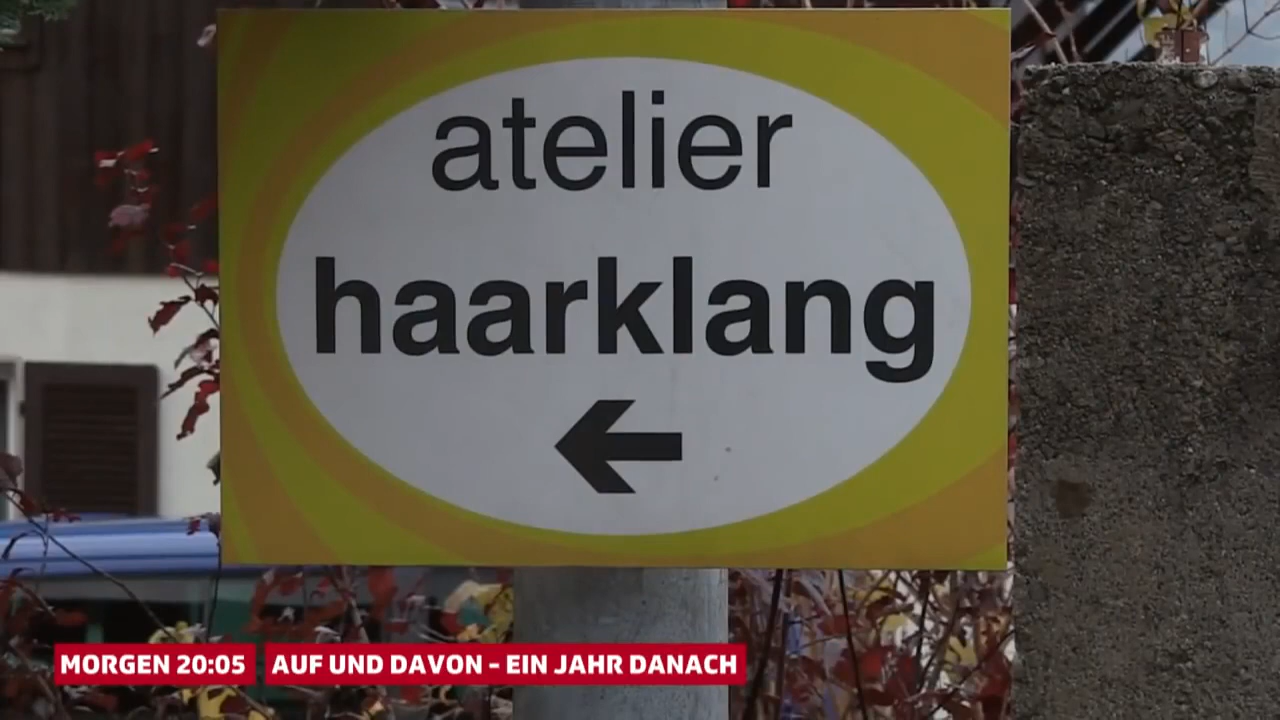 atelier
haarklang
MORGEN 20:05 AUF UND DAVON – EIN JAHR DANACH